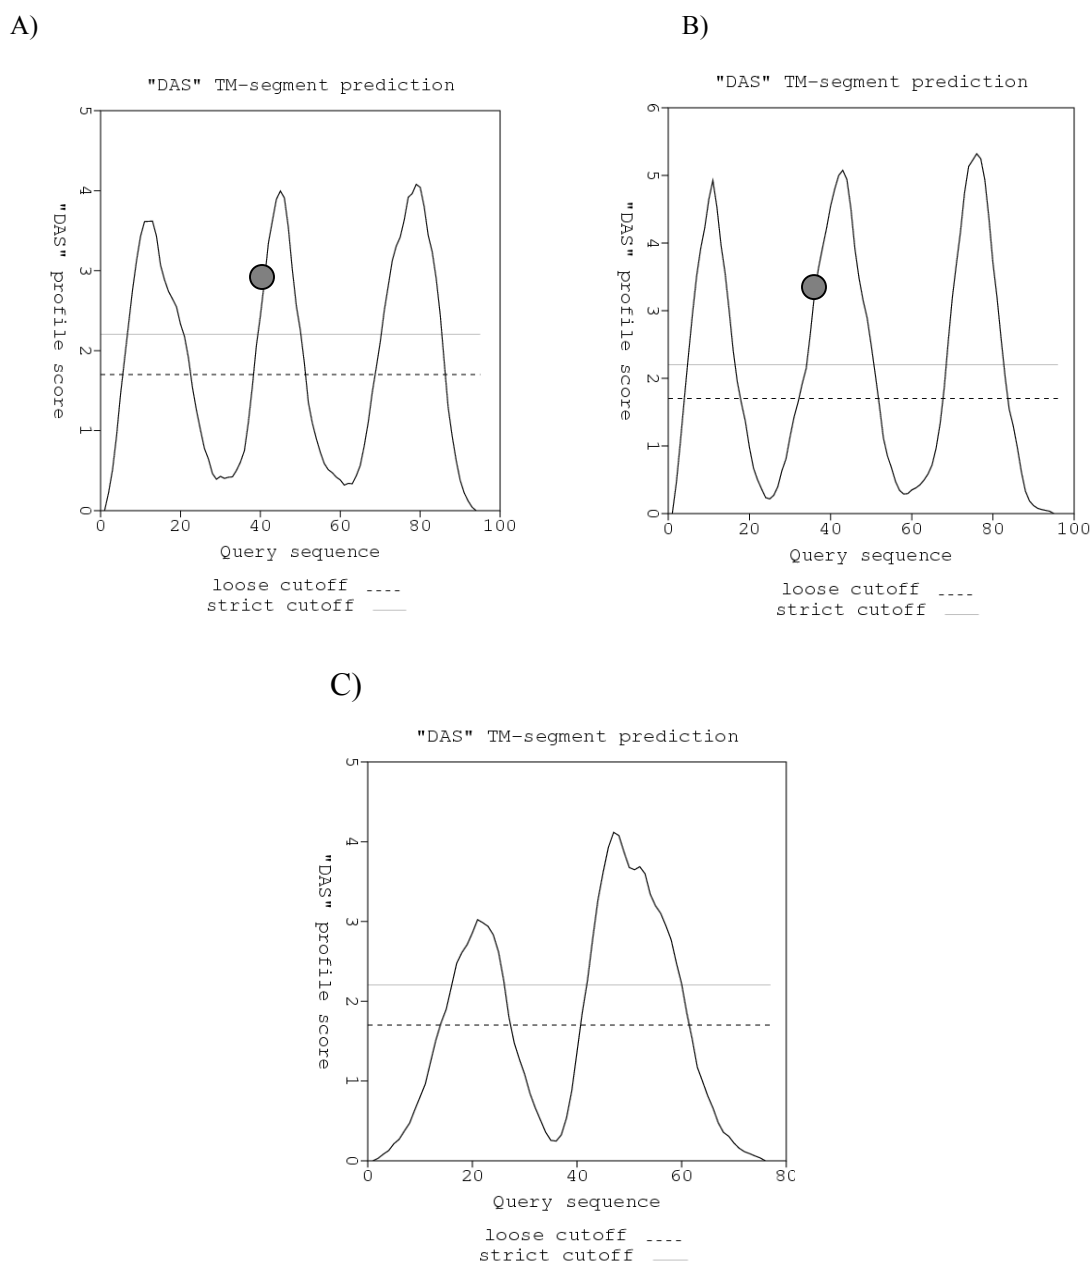 A)
B)
"DAS" TM-segment prediction
5
4
3
2
1
0
"DAS" profile score
0 20 40 60 80 100
Query sequence
loose cutoff ----
strict cutoff ___
"DAS" TM-segment prediction
6
5
4
3
2
1
0
"DAS" profile score
0 20 40 60 80 100
Query sequence
loose cutoff ----
strict cutoff ___
C)
"DAS" TM-segment prediction
5
4
3
2
1
0
"DAS" profile score
0 20 40 60 80
Query sequence
loose cutoff ----
strict cutoff ___